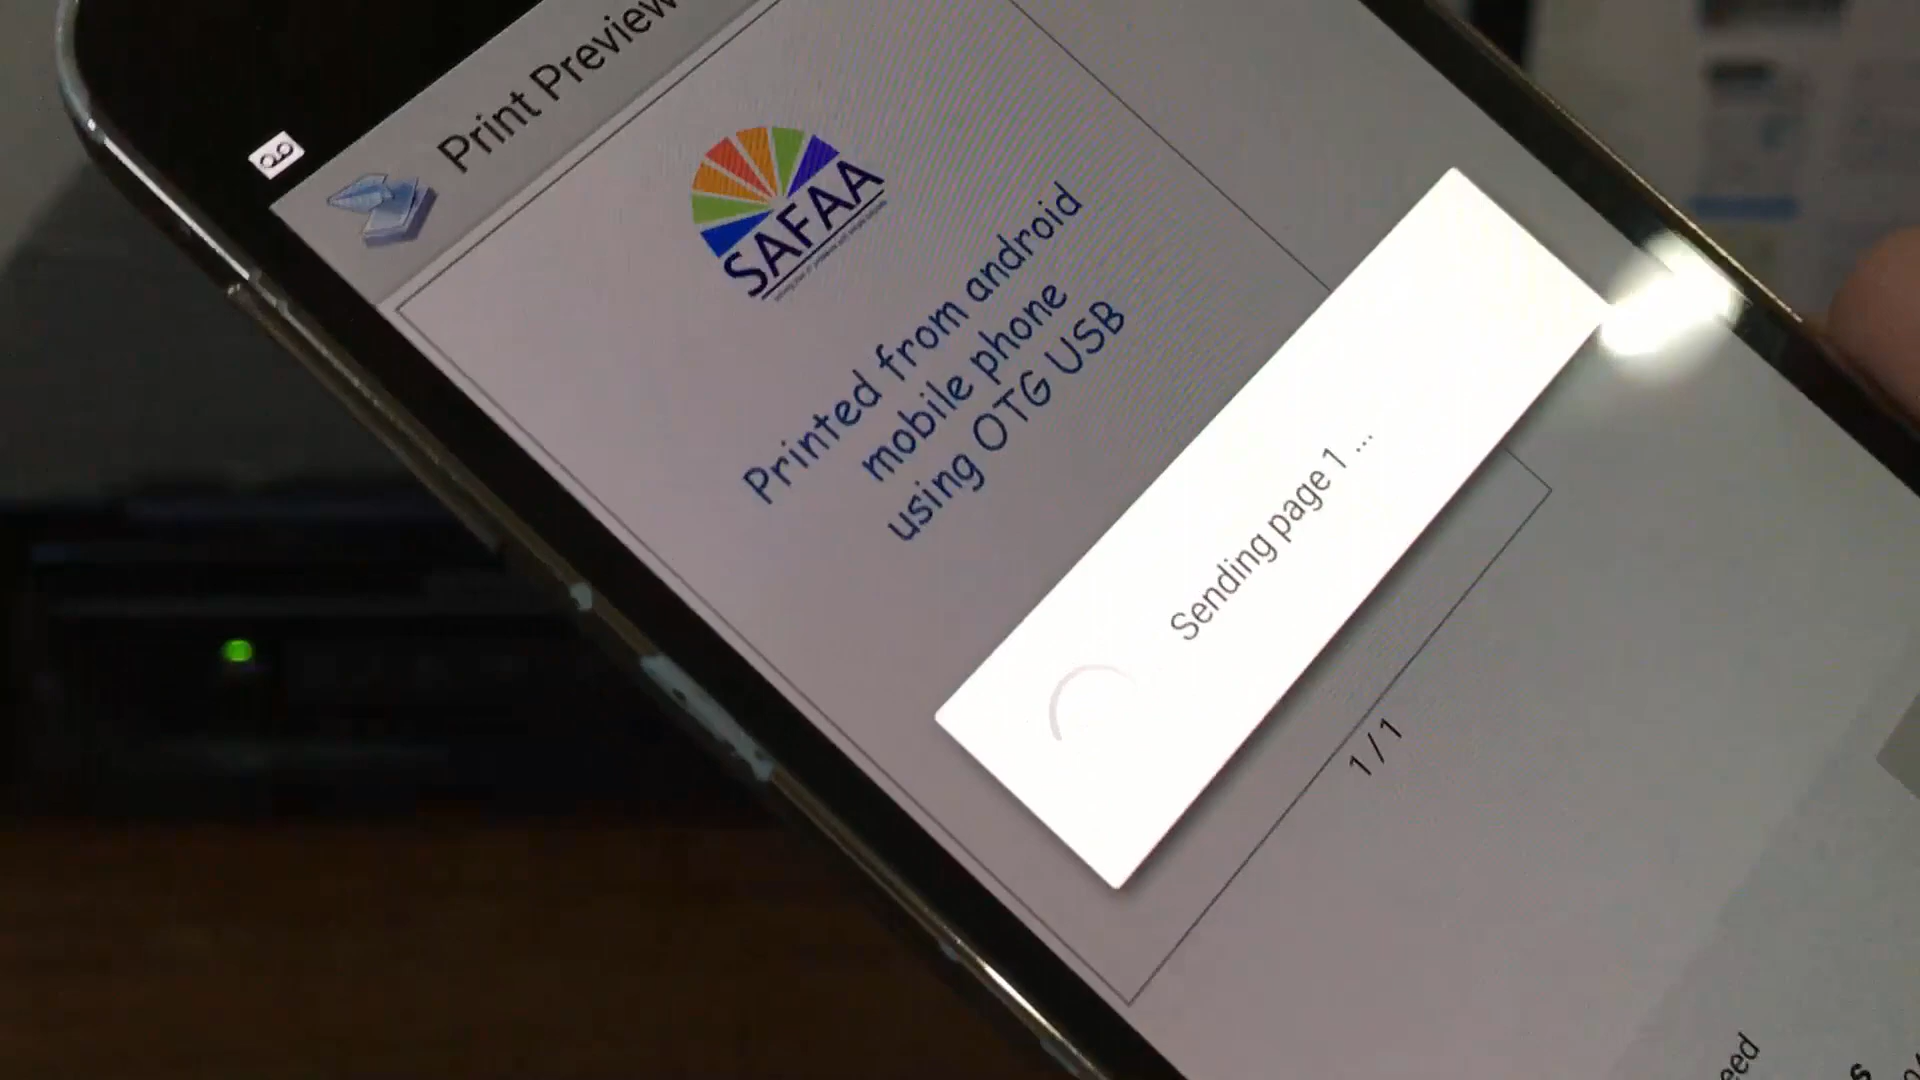 Print Preview
SAFAA
Printed from android
mobile phone
using OTG USB
Sending page 1 ...
1 / 1